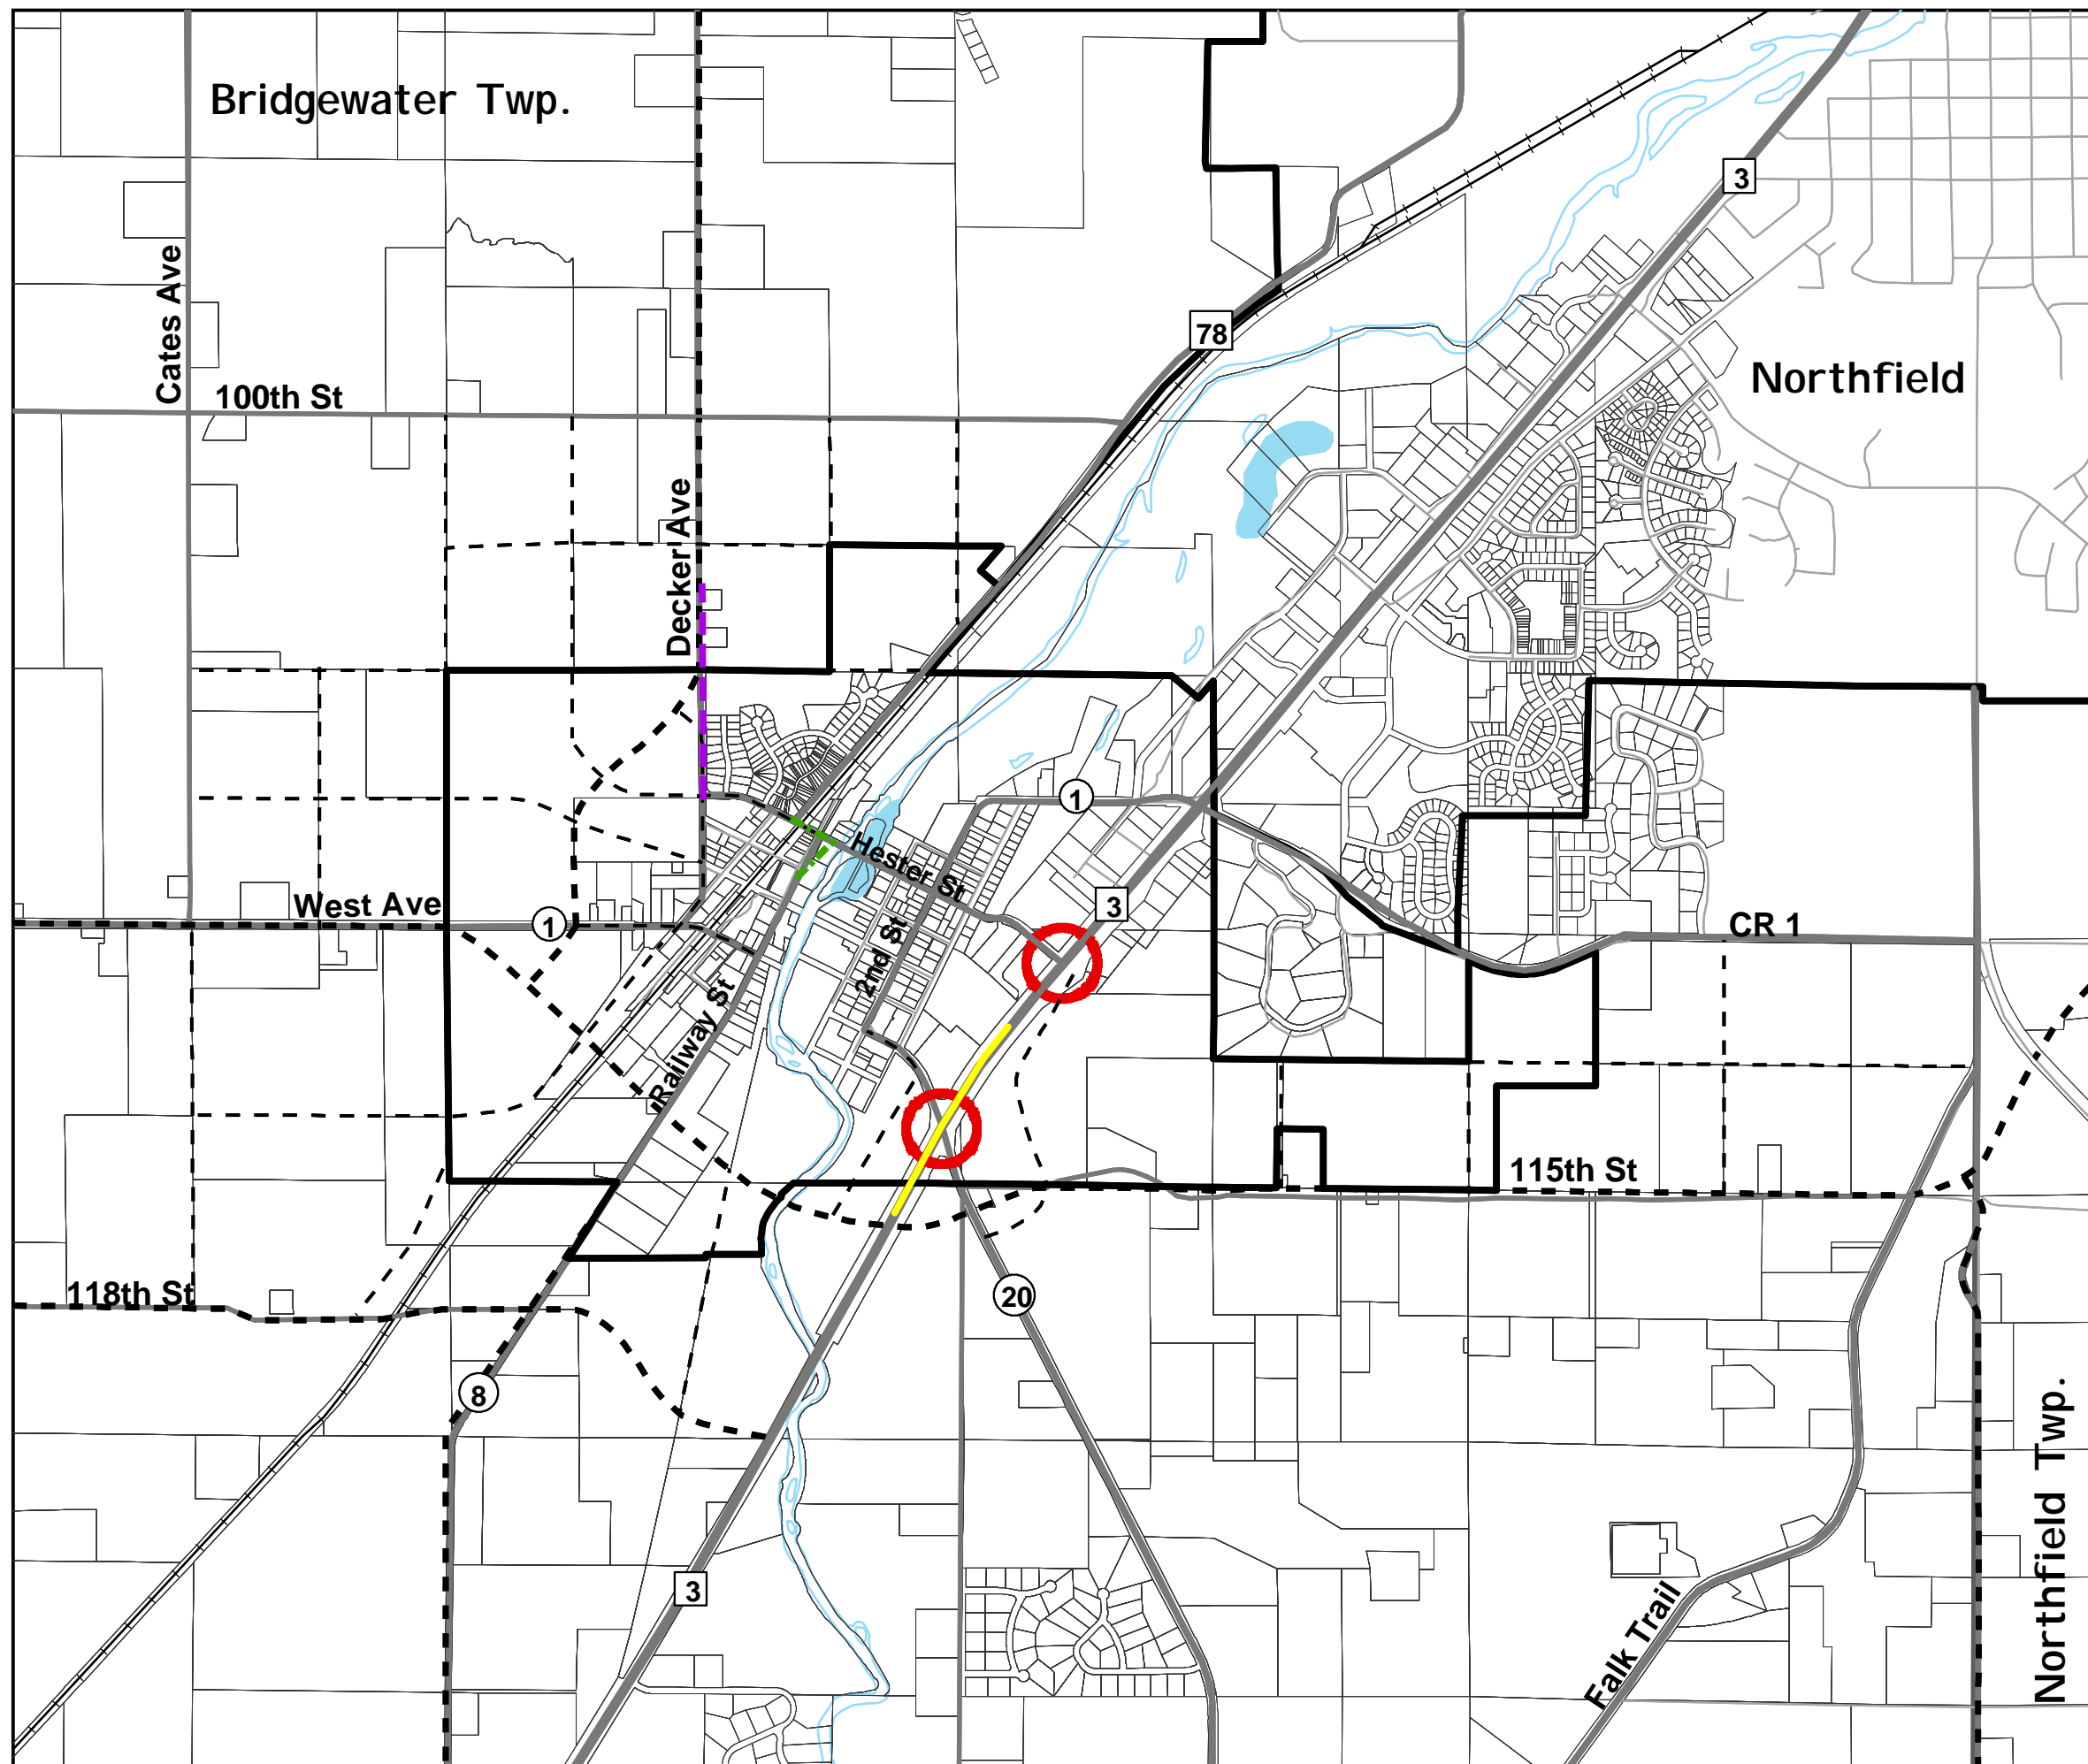 Bridgewater Twp.
3
Cates Ave
78
Northfield
100th St
Decker Ave
1
Hester St
West Ave
1
3
2nd St
CR 1
Railway St
115th St
118th St
20
8
Northfield Twp.
3
Falk Trail